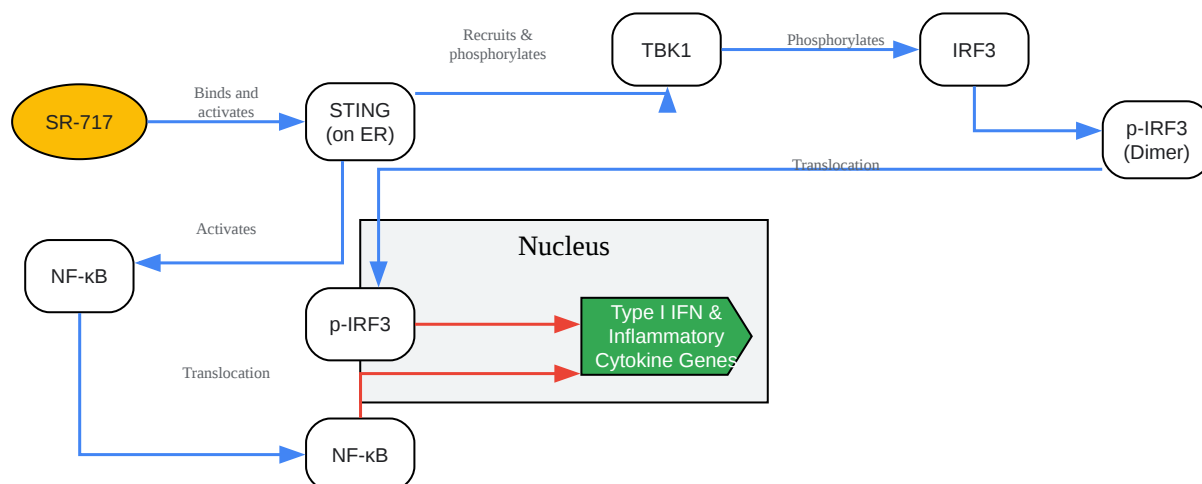 Recruits &
phosphorylates
TBK1
Phosphorylates
IRF3
Binds and
activates
SR-717
STING
(on ER)
p-IRF3
(Dimer)
Translocation
Activates
Nucleus
NF-κB
p-IRF3
Type I IFN &
Inflammatory
Cytokine Genes
Translocation
NF-κB